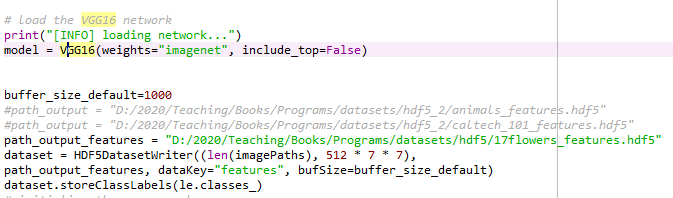 # load the VGG16 network
print("[INFO] loading network...")
model = VGG16(weights="imagenet", include_top=False)
buffer_size_default=1000
#path_output = "D:/2020/Teaching/Books/Programs/datasets/hdf5_2/animals_features.hdf5"
#path_output = "D:/2020/Teaching/Books/Programs/datasets/hdf5_2/caltech_101_features.hdf5"
path_output_features = "D:/2020/Teaching/Books/Programs/datasets/hdf5/17flowers_features.hdf5"
dataset = HDF5DatasetWriter((len(imagePaths), 512 * 7 * 7),
path_output_features, dataKey="features", bufSize=buffer_size_default)
dataset.storeClassLabels(le.classes_)